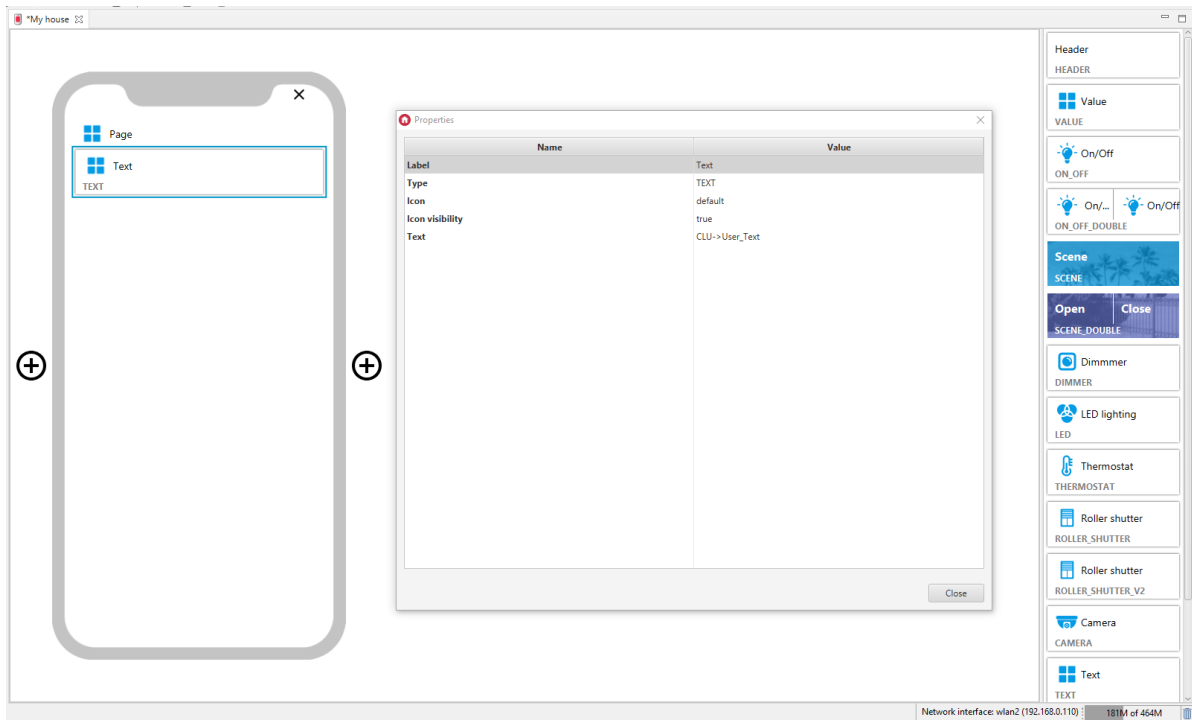 *My house
Page
Text
TEXT
Properties
Name Value
Label Text
Type TEXT
Icon default
Icon visibility true
Text CLU->User_Text
Close
Header
HEADER
Value
VALUE
On/Off
ON_OFF
On/... On/Off
ON_OFF_DOUBLE
Scene
SCENE
Open Close
SCENE_DOUBLE
Dimmmer
DIMMER
LED lighting
LED
Thermostat
THERMOSTAT
Roller shutter
ROLLER_SHUTTER
Roller shutter
ROLLER_SHUTTER_V2
Camera
CAMERA
Text
TEXT
Network interface: wlan2 (192.168.0.110) 181M of 464M